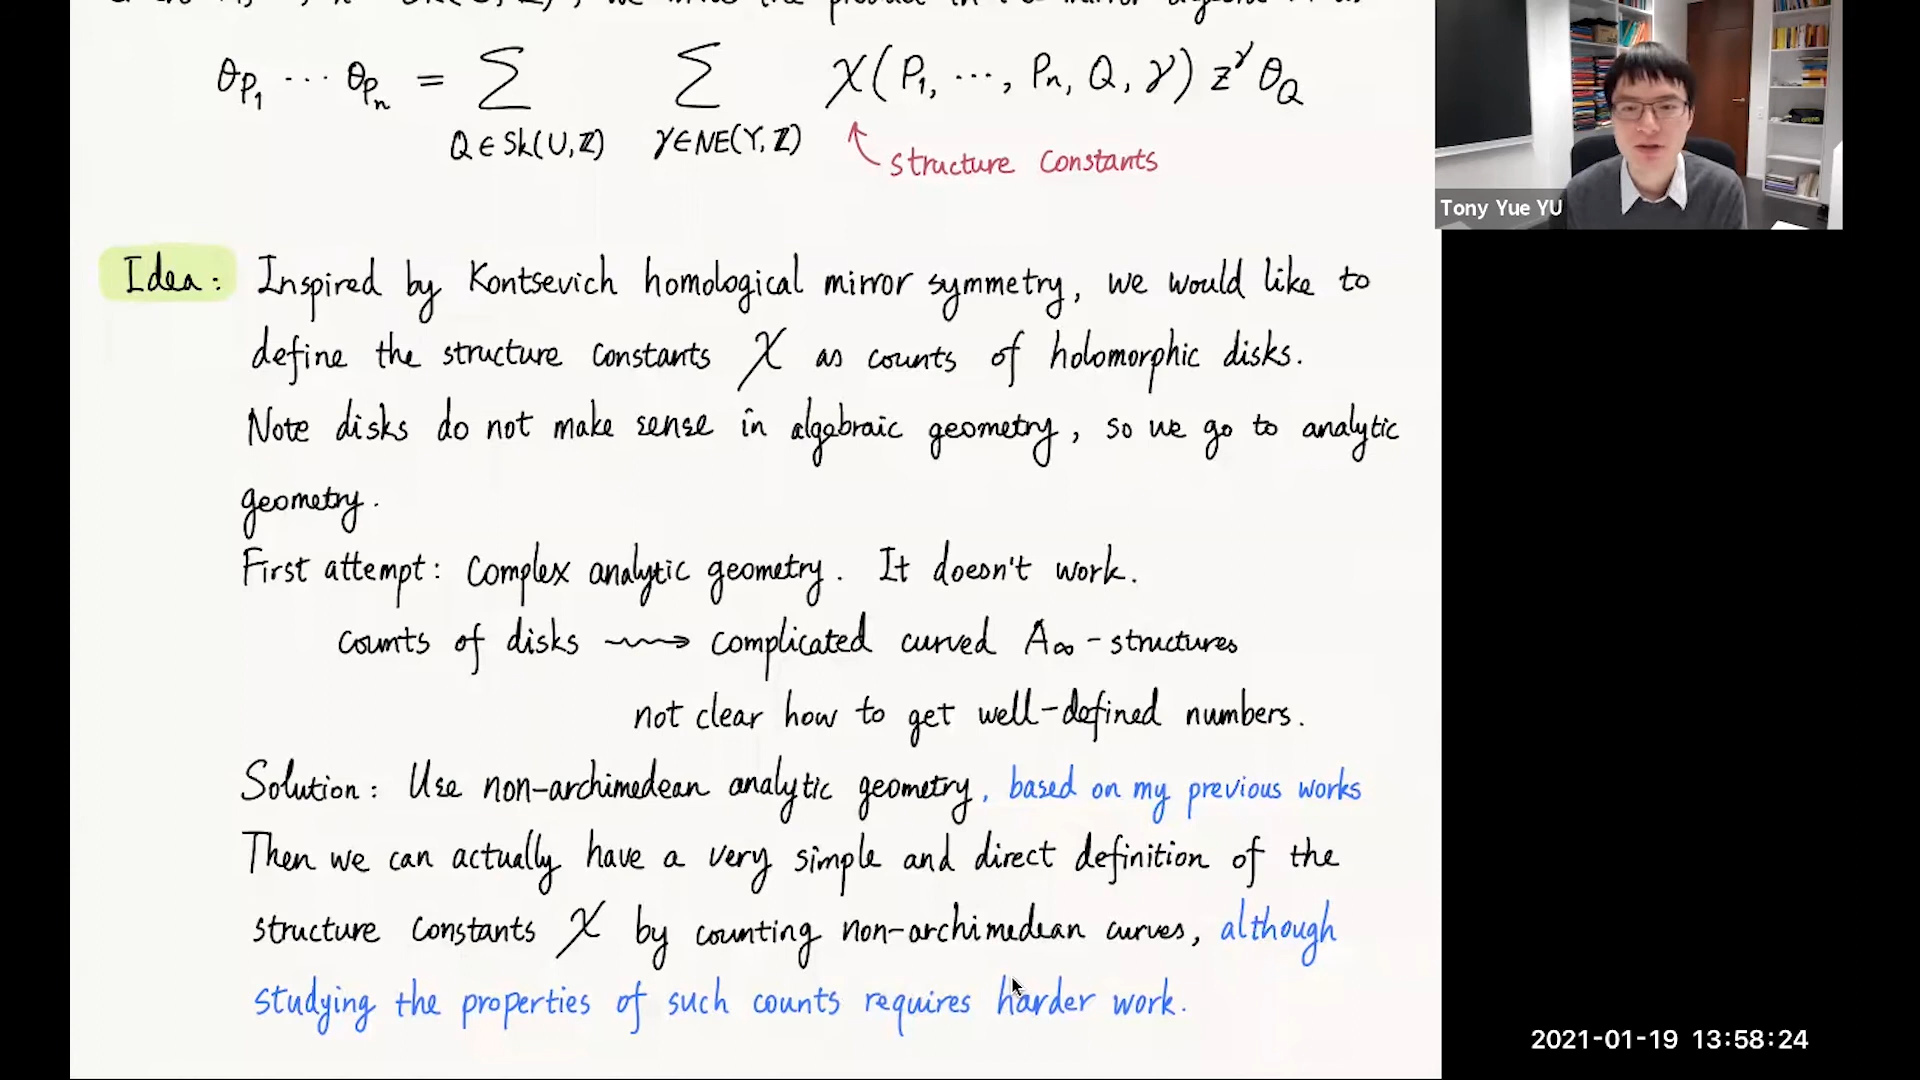 θ_{P_1} ⋯ θ_{P_n} = ∑_{Q∈Sk(U,ℤ)} ∑_{γ∈NE(Y,ℤ)} χ(P_1, ⋯, P_n, Q, γ) z^γ θ_Q
structure constants
Idea: Inspired by Kontsevich homological mirror symmetry, we would like to
define the structure constants χ as counts of holomorphic disks.
Note disks do not make sense in algebraic geometry, so we go to analytic
geometry.
First attempt: Complex analytic geometry. It doesn't work.
counts of disks ⟿ complicated curved A∞-structures
not clear how to get well-defined numbers.
Solution: Use non-archimedean analytic geometry, based on my previous works
Then we can actually have a very simple and direct definition of the
structure constants χ by counting non-archimedean curves, although
studying the properties of such counts requires harder work.
Tony Yue YU
2021-01-19 13:58:24